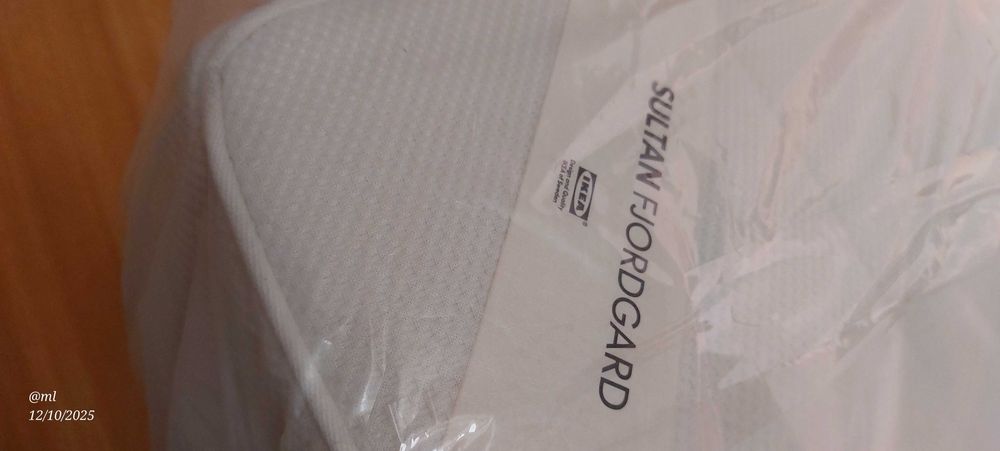 SULTAN FJORDGARD
IKEA®
Design and Quality
IKEA of Sweden
@ml
12/10/2025